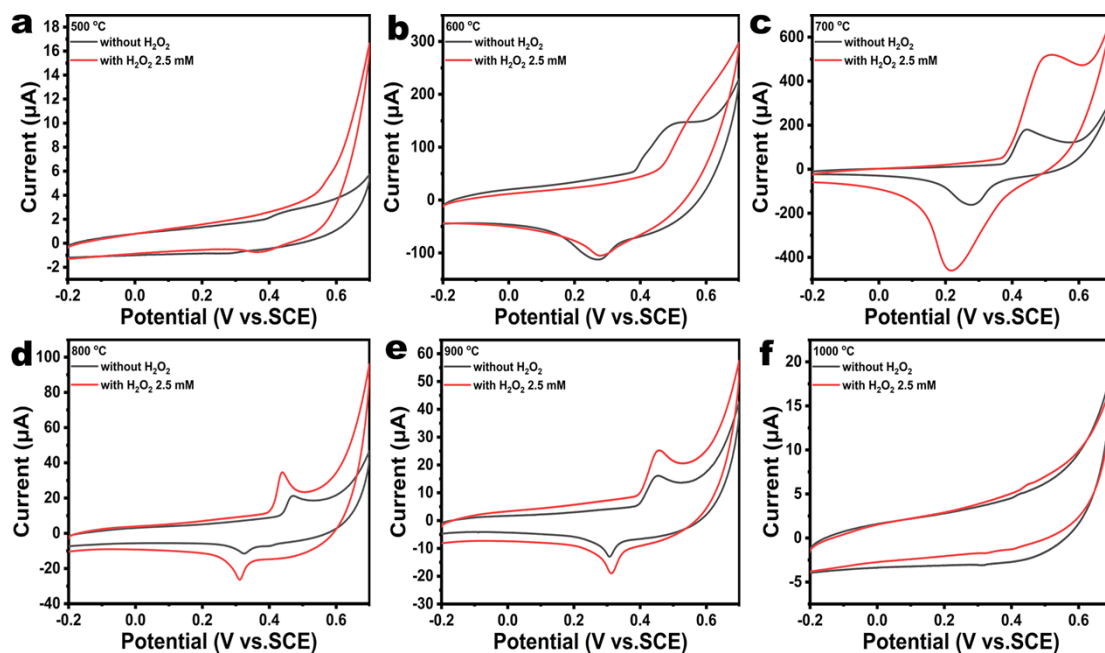 a
500 °C
without H₂O₂
with H₂O₂ 2.5 mM
18
16
14
12
10
8
6
4
2
0
-2
Current (µA)
-0.2 0.0 0.2 0.4 0.6
Potential (V vs.SCE)
b
600 °C
without H₂O₂
with H₂O₂ 2.5 mM
300
200
100
0
-100
Current (µA)
-0.2 0.0 0.2 0.4 0.6
Potential (V vs.SCE)
c
700 °C
without H₂O₂
with H₂O₂ 2.5 mM
600
400
200
0
-200
-400
Current (µA)
-0.2 0.0 0.2 0.4 0.6
Potential (V vs.SCE)
d
800 °C
without H₂O₂
with H₂O₂ 2.5 mM
100
80
60
40
20
0
-20
-40
Current (µA)
-0.2 0.0 0.2 0.4 0.6
Potential (V vs.SCE)
e
900 °C
without H₂O₂
with H₂O₂ 2.5 mM
60
50
40
30
20
10
0
-10
-20
-30
Current (µA)
-0.2 0.0 0.2 0.4 0.6
Potential (V vs.SCE)
f
1000 °C
without H₂O₂
with H₂O₂ 2.5 mM
20
15
10
5
0
-5
Current (µA)
-0.2 0.0 0.2 0.4 0.6
Potential (V vs.SCE)